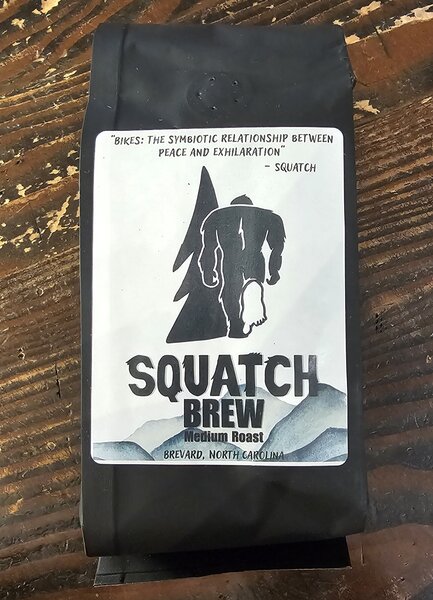 "BIKES: THE SYMBIOTIC RELATIONSHIP BETWEEN
PEACE AND EXHILARATION"
- SQUATCH
SQUATCH
BREW
Medium Roast
BREVARD, NORTH CAROLINA